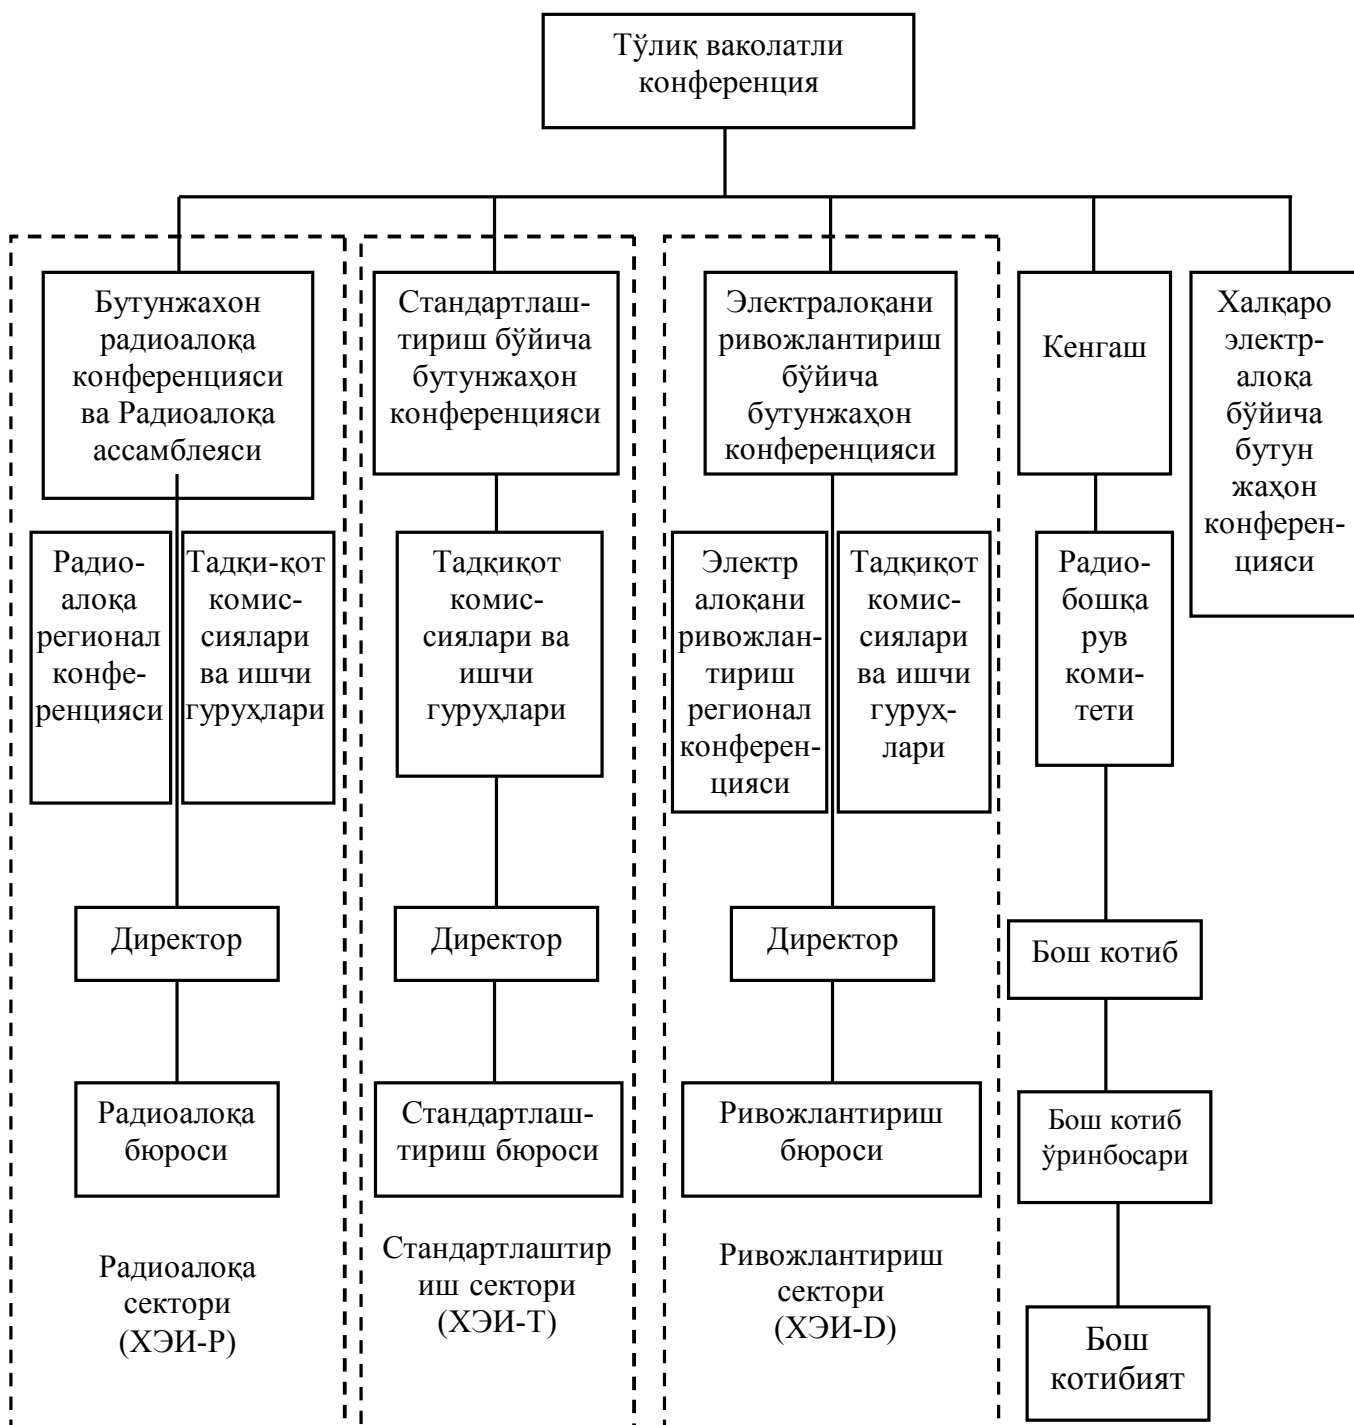 Тўлиқ ваколатли
конференция
Бутунжахон
радиоалоқа
конференцияси
ва Радиоалоқа
ассамблеяси
Стандартлаш-
тириш бўйича
бутунжаҳон
конференцияси
Электралоқани
ривожлантириш
бўйича
бутунжаҳон
конференцияси
Кенгаш
Халқаро
электр-
алоқа
бўйича
бутун
жаҳон
конферен-
цияси
Радио-
алоқа
регионал
конфе-
ренцияси
Тадқи-қот
комис-
сиялари
ва ишчи
гуруҳлари
Тадқиқот
комис-
сиялари ва
ишчи
гуруҳлари
Электр
алоқани
ривожлан-
тириш
регионал
конферен-
цияси
Тадқиқот
комис-
сиялари
ва ишчи
гуруҳ-
лари
Радио-
бошқа
рув
коми-
тети
Директор
Директор
Директор
Бош котиб
Радиоалоқа
бюроси
Стандартлаш-
тириш бюроси
Ривожлантириш
бюроси
Бош котиб
ўринбосари
Радиоалоқа
сектори
(ХЭИ-Р)
Стандартлаштир
иш сектори
(ХЭИ-Т)
Ривожлантириш
сектори
(ХЭИ-D)
Бош
котибият